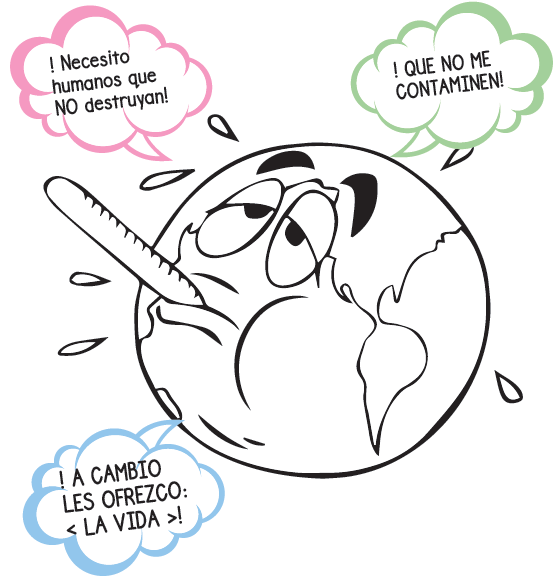 ! Necesito
humanos que
NO destruyan!
! QUE NO ME
CONTAMINEN!
! A CAMBIO
LES OFREZCO:
< LA VIDA >!